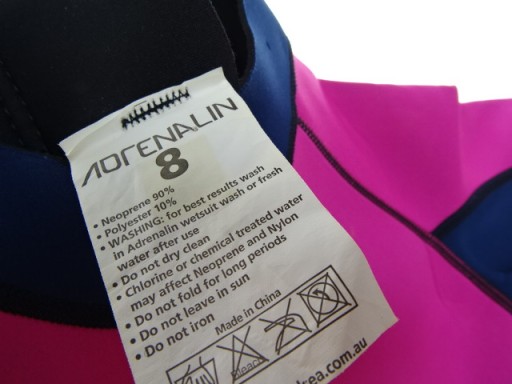 ADRENALIN
8
• Neoprene 90%
• Polyester 10%
• WASHING: for best results wash
in Adrenalin wetsuit wash or fresh
water after use
• Do not dry clean
• Chlorine or chemical treated water
may affect Neoprene and Nylon
• Do not fold for long periods
• Do not leave in sun
• Do not iron
Made in China